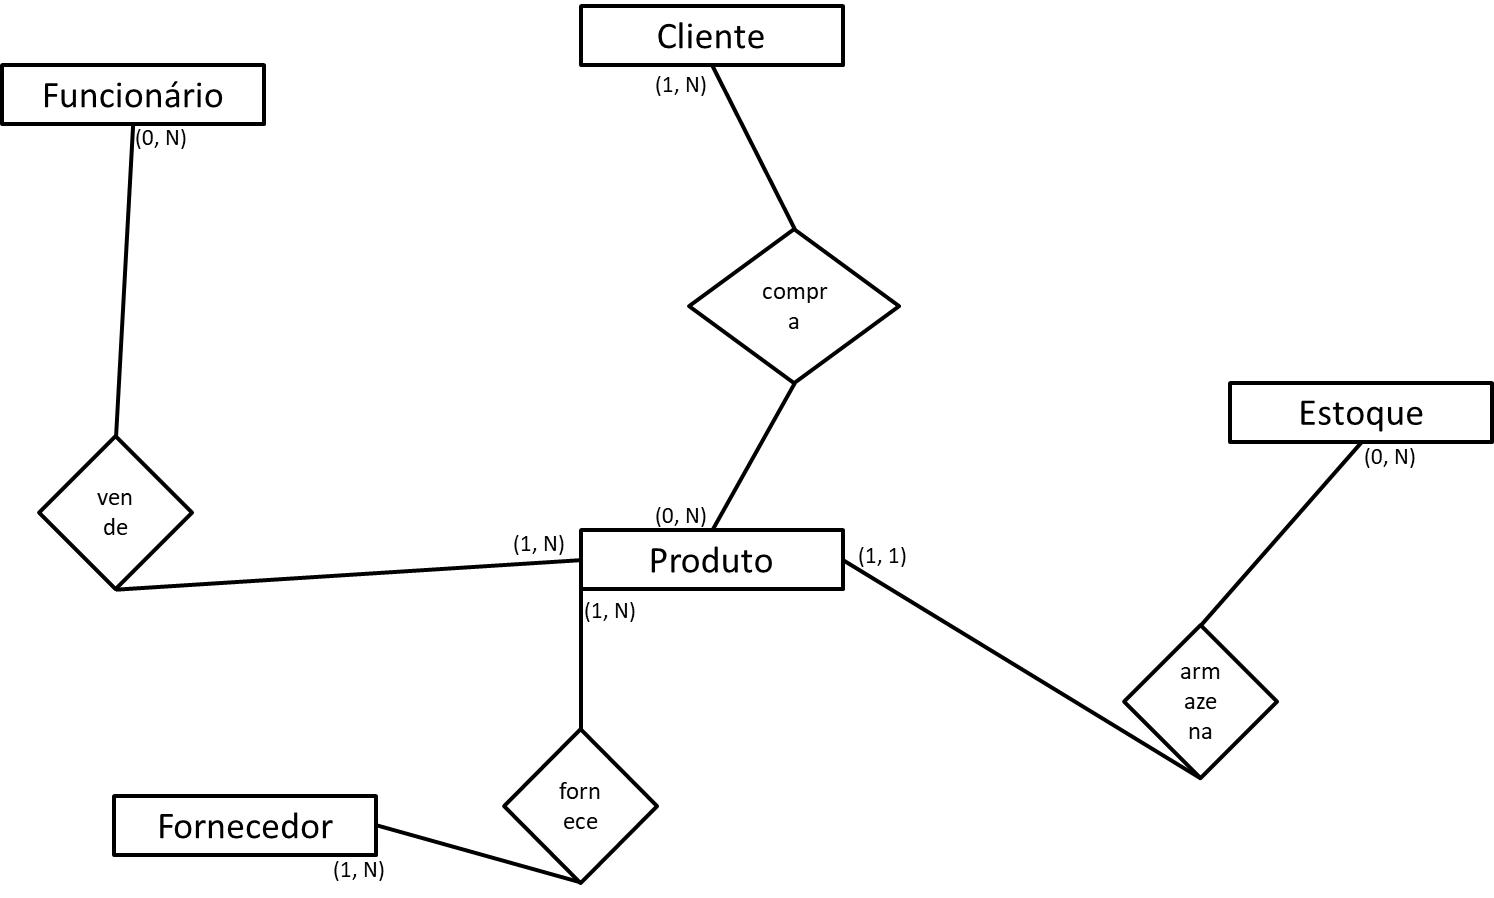 Cliente
(1, N)
Funcionário
(0, N)
compr
a
Estoque
(0, N)
ven
de
(0, N)
(1, N)
Produto
(1, 1)
(1, N)
arm
aze
na
forn
ece
Fornecedor
(1, N)